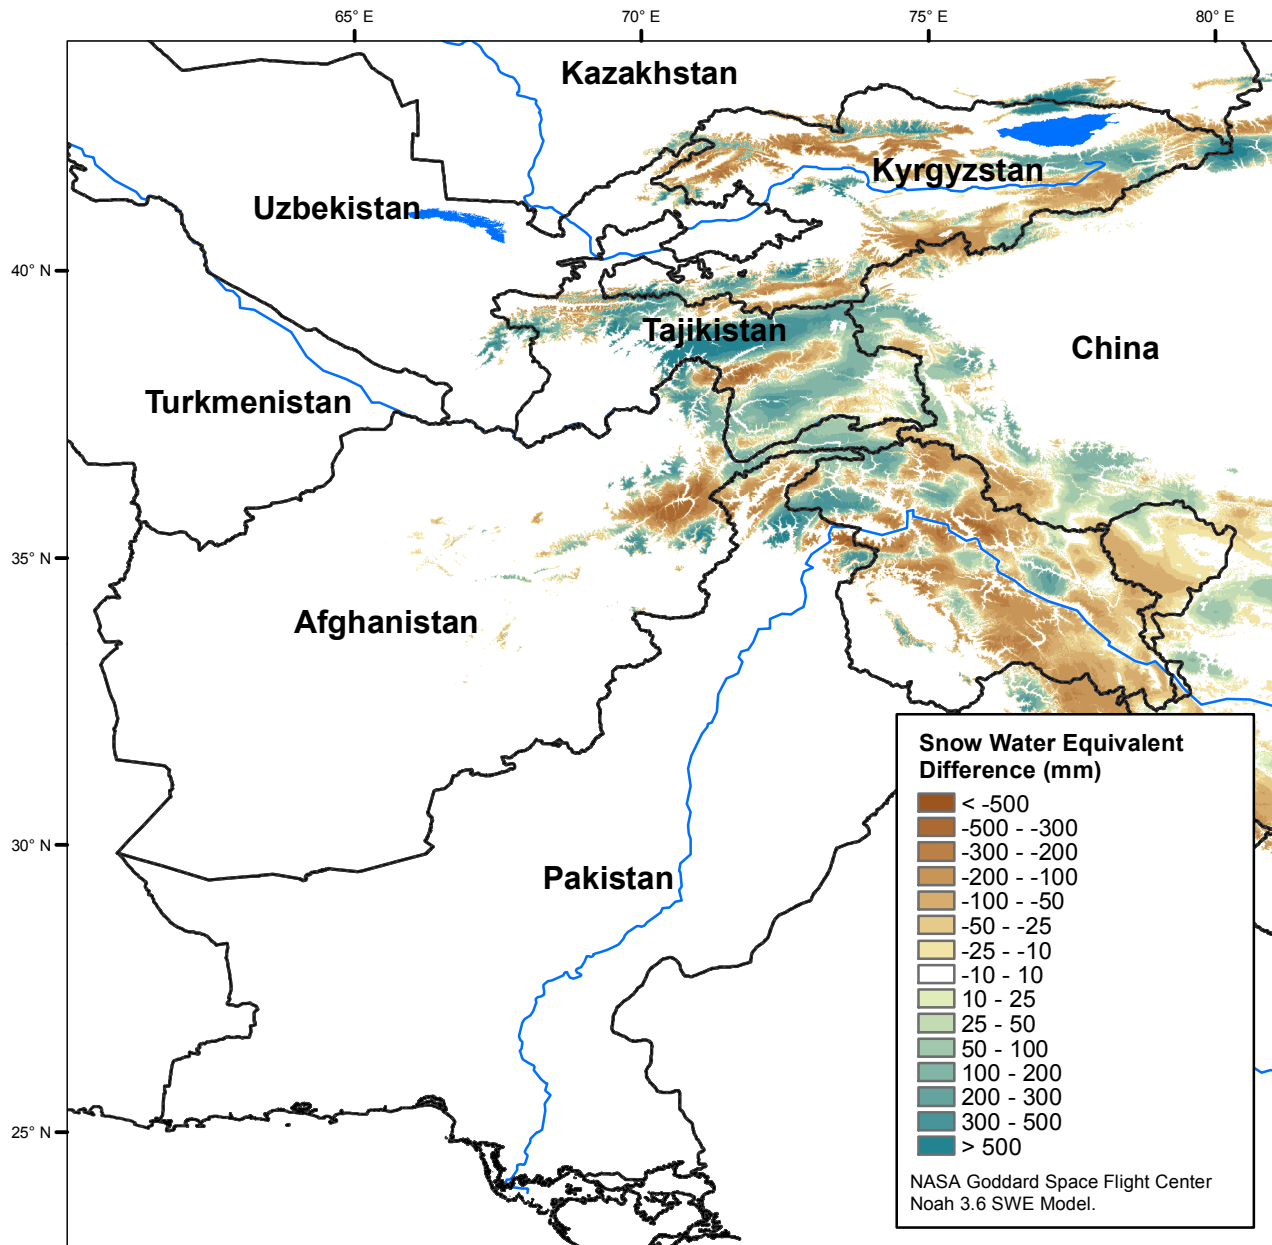 65° E
70° E
75° E
80° E
Kazakhstan
Kyrgyzstan
Uzbekistan
40° N
Tajikistan
China
Turkmenistan
35° N
Afghanistan
Snow Water Equivalent
Difference (mm)
< -500
-500 - -300
-300 - -200
-200 - -100
-100 - -50
-50 - -25
-25 - -10
-10 - 10
10 - 25
25 - 50
50 - 100
100 - 200
200 - 300
300 - 500
> 500
NASA Goddard Space Flight Center
Noah 3.6 SWE Model.
30° N
Pakistan
25° N